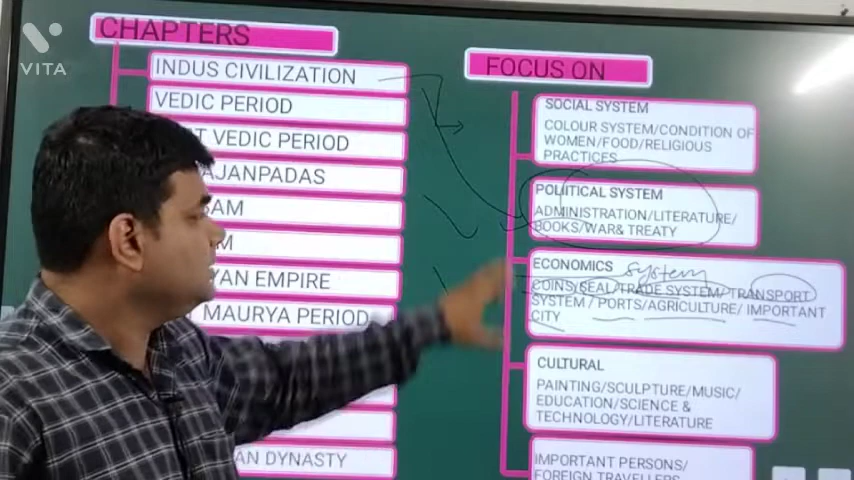 VITA
CHAPTERS
INDUS CIVILIZATION
VEDIC PERIOD
T VEDIC PERIOD
AJANPADAS
AM
M
YAN EMPIRE
MAURYA PERIOD
AN DYNASTY
FOCUS ON
SOCIAL SYSTEM
COLOUR SYSTEM/CONDITION OF
WOMEN/FOOD/RELIGIOUS
PRACTICES
POLIITICAL SYSTEM
ADMINISTRATION/LITERATURE/
BOOKS/WAR& TREATY
ECONOMICS system
COINS/SEAL/TRADE SYSTEM/TRANSPORT
SYSTEM / PORTS/AGRICULTURE/ IMPORTANT
CITY
CULTURAL
PAINTING/SCULPTURE/MUSIC/
EDUCATION/SCIENCE &
TECHNOLOGY/LITERATURE
IMPORTANT PERSONS/
FOREIGN TRAVELLERS